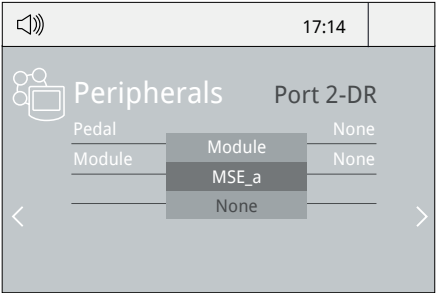 17:14
Peripherals Port 2-DR
Pedal None
Module None
Module
MSE_a
None